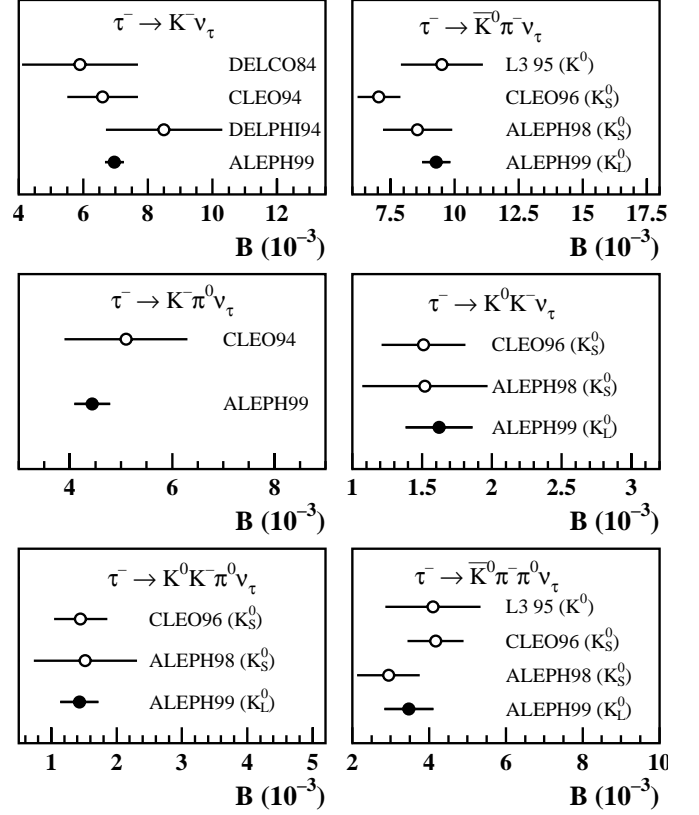 τ⁻ → K⁻ν_τ
DELCO84
CLEO94
DELPHI94
ALEPH99
4 6 8 10 12
B (10⁻³)
τ⁻ → K̅⁰π⁻ν_τ
L3 95 (K⁰)
CLEO96 (K⁰_S)
ALEPH98 (K⁰_S)
ALEPH99 (K⁰_L)
7.5 10 12.5 15 17.5
B (10⁻³)
τ⁻ → K⁻π⁰ν_τ
CLEO94
ALEPH99
4 6 8
B (10⁻³)
τ⁻ → K⁰K⁻ν_τ
CLEO96 (K⁰_S)
ALEPH98 (K⁰_S)
ALEPH99 (K⁰_L)
1 1.5 2 2.5 3
B (10⁻³)
τ⁻ → K⁰K⁻π⁰ν_τ
CLEO96 (K⁰_S)
ALEPH98 (K⁰_S)
ALEPH99 (K⁰_L)
1 2 3 4 5
B (10⁻³)
τ⁻ → K̅⁰π⁻π⁰ν_τ
L3 95 (K⁰)
CLEO96 (K⁰_S)
ALEPH98 (K⁰_S)
ALEPH99 (K⁰_L)
2 4 6 8 10
B (10⁻³)